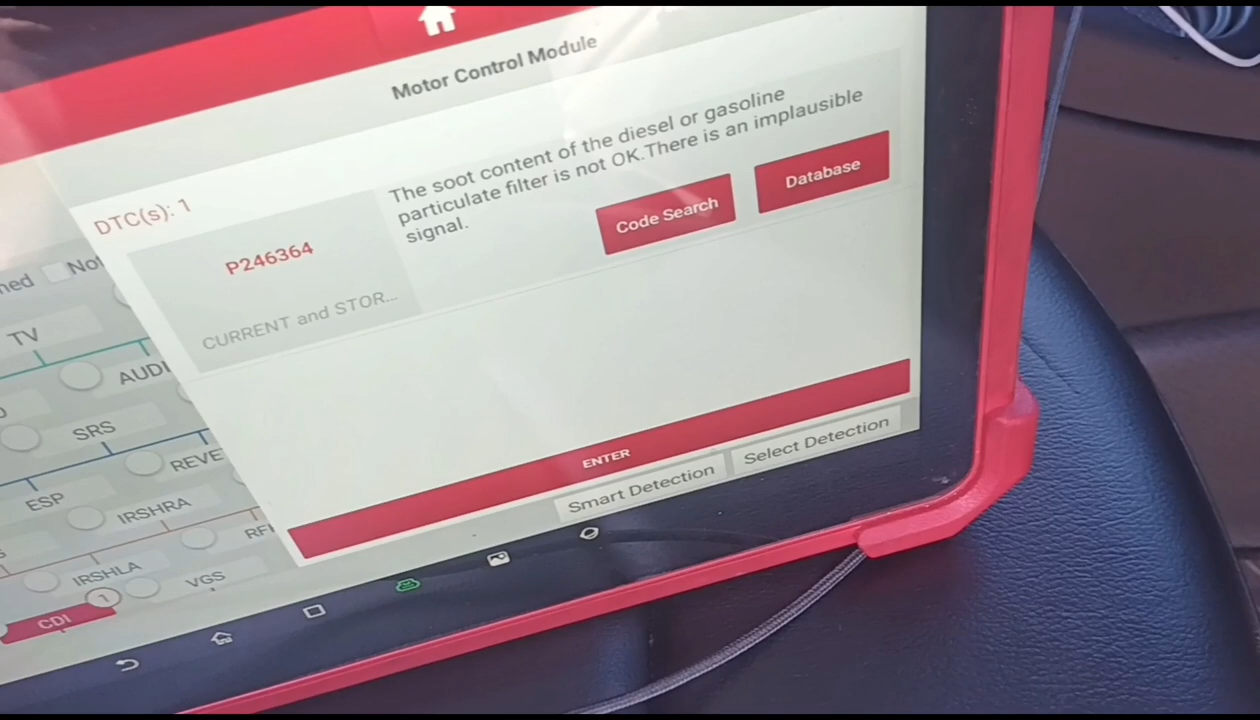 Motor Control Module
DTC(s): 1
P246364
CURRENT and STOR...
The soot content of the diesel or gasoline
particulate filter is not OK.There is an implausible
signal.
Code Search
Database
ENTER
Smart Detection
Select Detection
TV
AUDI
SRS
REVE
ESP
IRSHRA
IRSHLA
VGS
CDI
1